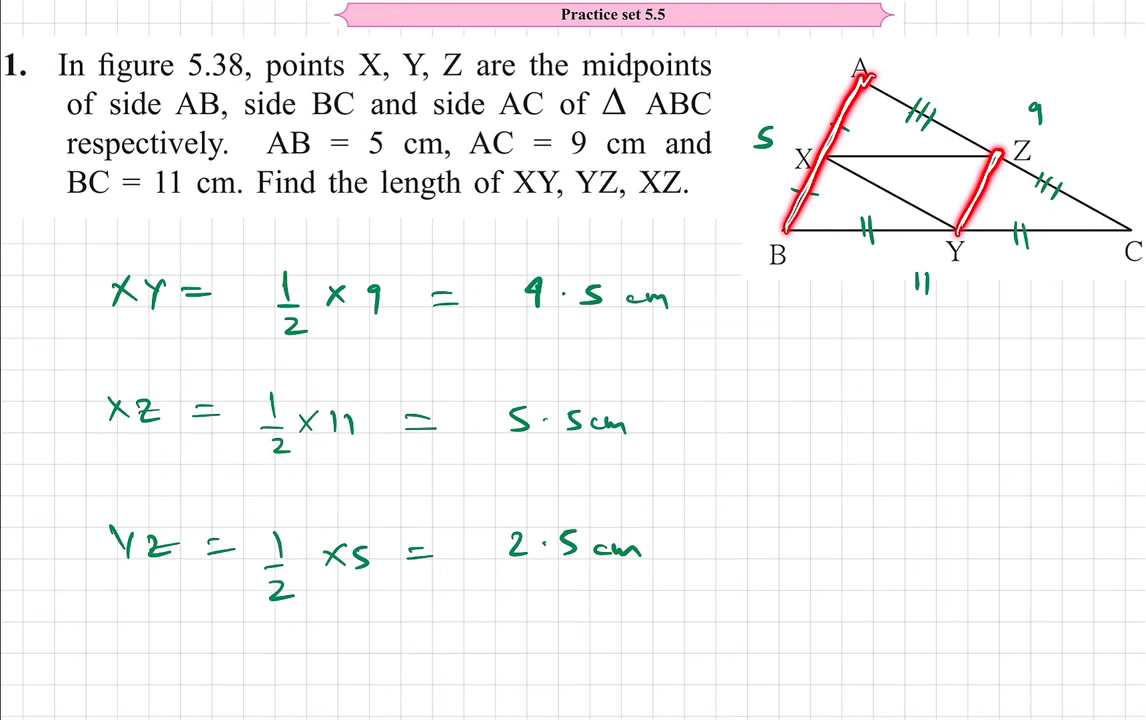 Practice set 5.5
1. In figure 5.38, points X, Y, Z are the midpoints
of side AB, side BC and side AC of Δ ABC
respectively. AB = 5 cm, AC = 9 cm and
BC = 11 cm. Find the length of XY, YZ, XZ.
A
9
5
X
Z
B
Y
C
11
XY = 1/2 × 9 = 4.5 cm
XZ = 1/2 × 11 = 5.5 cm
YZ = 1/2 × 5 = 2.5 cm